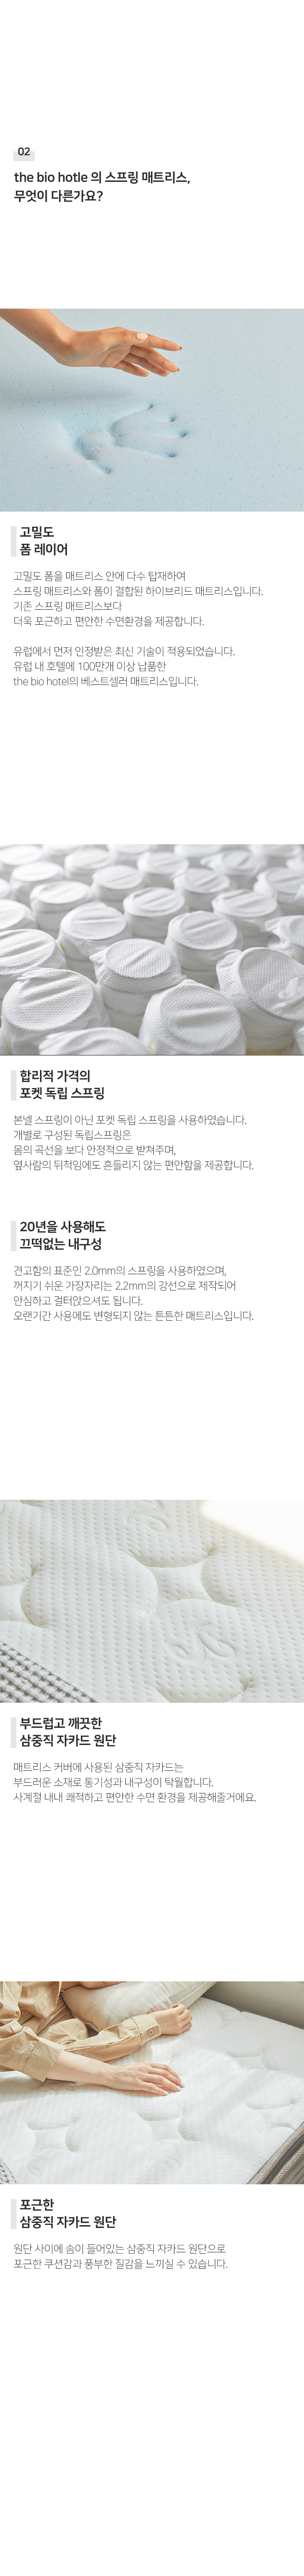 02
the bio hotle 의 스프링 매트리스,
무엇이 다른가요?
고밀도
폼 레이어
고밀도 폼을 매트리스 안에 다수 탑재하여
스프링 매트리스와 폼이 결합된 하이브리드 매트리스입니다.
기존 스프링 매트리스보다
더욱 포근하고 편안한 수면환경을 제공합니다.
유럽에서 먼저 인정받은 최신 기술이 적용되었습니다.
유럽 내 호텔에 100만개 이상 납품한
the bio hotel의 베스트셀러 매트리스입니다.
합리적 가격의
포켓 독립 스프링
본넬 스프링이 아닌 포켓 독립 스프링을 사용하였습니다.
개별로 구성된 독립스프링은
몸의 곡선을 보다 안정적으로 받쳐주며,
옆사람의 뒤척임에도 흔들리지 않는 편안함을 제공합니다.
20년을 사용해도
끄떡없는 내구성
견고함의 표준인 2.0mm의 스프링을 사용하였으며,
꺼지기 쉬운 가장자리는 2.2mm의 강선으로 제작되어
안심하고 걸터앉으셔도 됩니다.
오랜기간 사용에도 변형되지 않는 튼튼한 매트리스입니다.
부드럽고 깨끗한
삼중직 자카드 원단
매트리스 커버에 사용된 삼중직 자카드는
부드러운 소재로 통기성과 내구성이 탁월합니다.
사계절 내내 쾌적하고 편안한 수면 환경을 제공해줄거에요.
포근한
삼중직 자카드 원단
원단 사이에 솜이 들어있는 삼중직 자카드 원단으로
포근한 쿠션감과 풍부한 질감을 느끼실 수 있습니다.